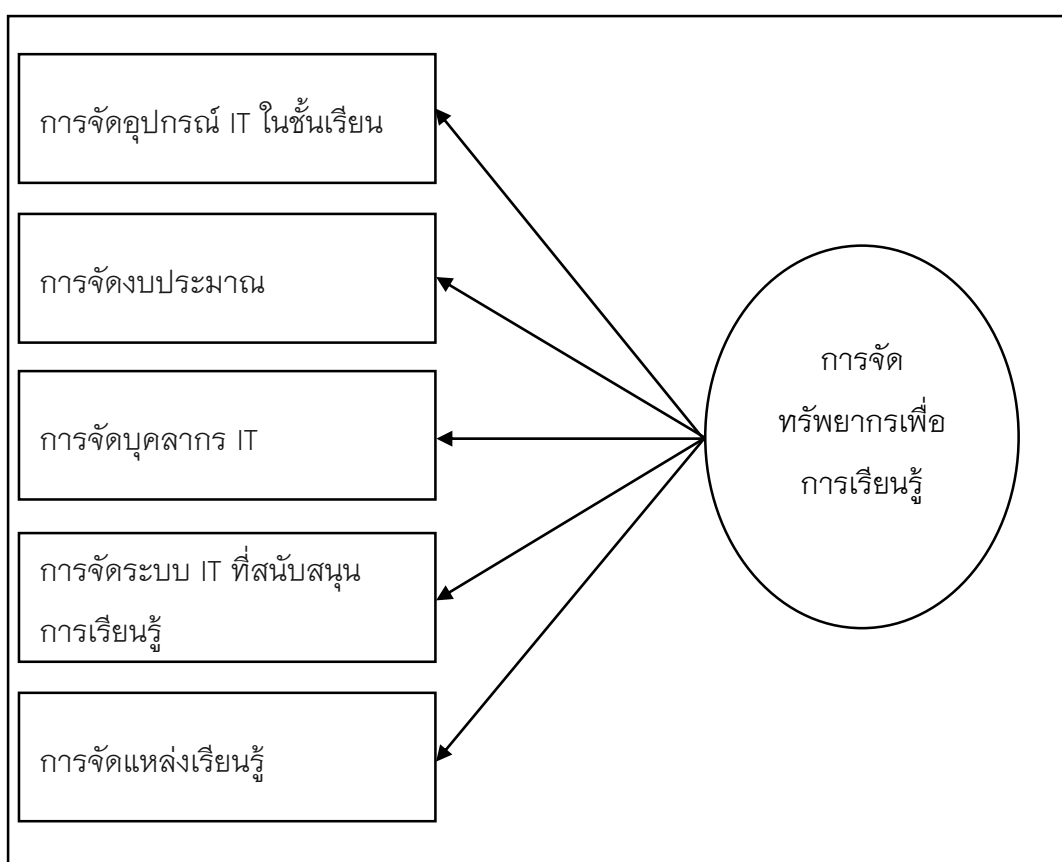 การจัดอุปกรณ์ IT ในชั้นเรียน
การจัดงบประมาณ
การจัดบุคลากร IT
การจัดระบบ IT ที่สนับสนุน
การเรียนรู้
การจัดแหล่งเรียนรู้
การจัด
ทรัพยากรเพื่อ
การเรียนรู้